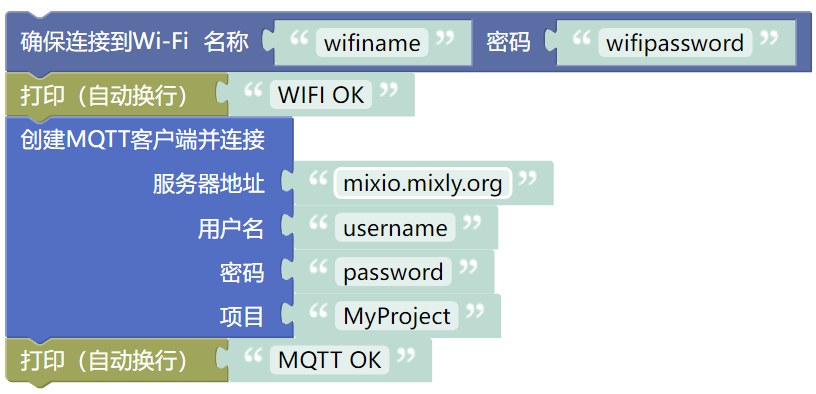 确保连接到Wi-Fi 名称 “ wifiname ” 密码 “ wifipassword ”
打印（自动换行） “ WIFI OK ”
创建MQTT客户端并连接
服务器地址 “ mixio.mixly.org ”
用户名 “ username ”
密码 “ password ”
项目 “ MyProject ”
打印（自动换行） “ MQTT OK ”